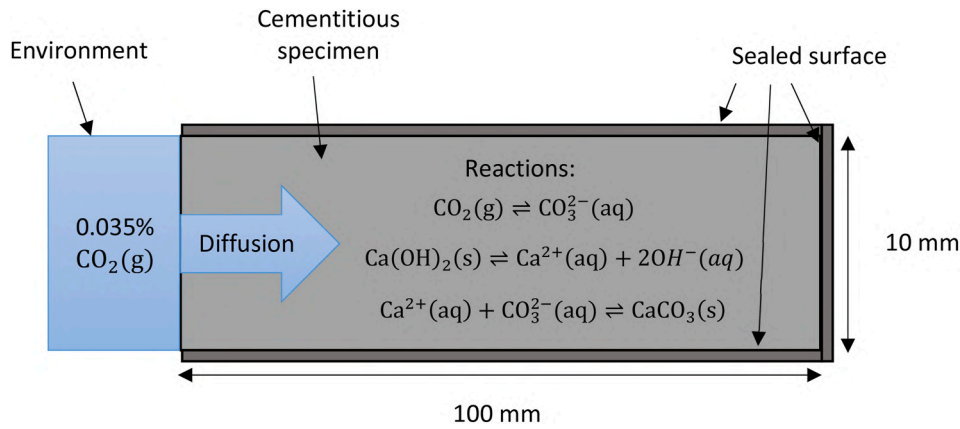 Cementitious
specimen
Environment
Sealed surface
Reactions:
CO₂(g) ⇌ CO₃²⁻(aq)
0.035%
CO₂(g)
Diffusion
Ca(OH)₂(s) ⇌ Ca²⁺(aq) + 2OH⁻(aq)
10 mm
Ca²⁺(aq) + CO₃²⁻(aq) ⇌ CaCO₃(s)
100 mm